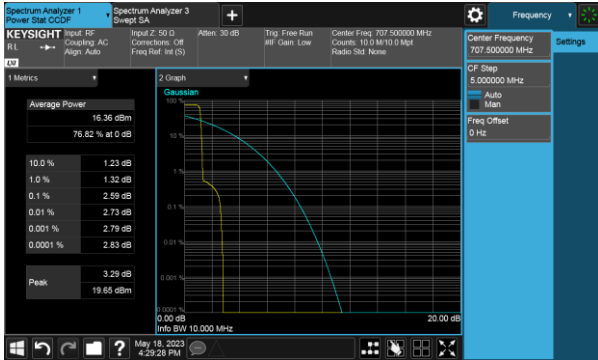 Spectrum Analyzer 1
Power Stat CCDF
Spectrum Analyzer 3
Swept SA
+
Frequency
KEYSIGHT
RL
Input: RF
Coupling: AC
Align: Auto
Input Z: 50 Ω
Corrections: Off
Freq Ref: Int (S)
Atten: 30 dB
Trig: Free Run
#IF Gain: Low
Center Freq: 707.500000 MHz
Counts: 10.0 M/10.0 Mpt
Radio Std: None
Center Frequency
707.500000 MHz
Settings
CF Step
5.000000 MHz
Auto
Man
Freq Offset
0 Hz
1 Metrics
Average Power
16.36 dBm
76.82 % at 0 dB
10.0 % 1.23 dB
1.0 % 1.32 dB
0.1 % 2.59 dB
0.01 % 2.73 dB
0.001 % 2.79 dB
0.0001 % 2.83 dB
Peak
3.29 dB
19.65 dBm
2 Graph
Gaussian
100 %
10 %
1 %
0.1 %
0.01 %
0.001 %
0.0001 %
0.00 dB
20.00 dB
Info BW 10.000 MHz
?
May 18, 2023
4:29:28 PM